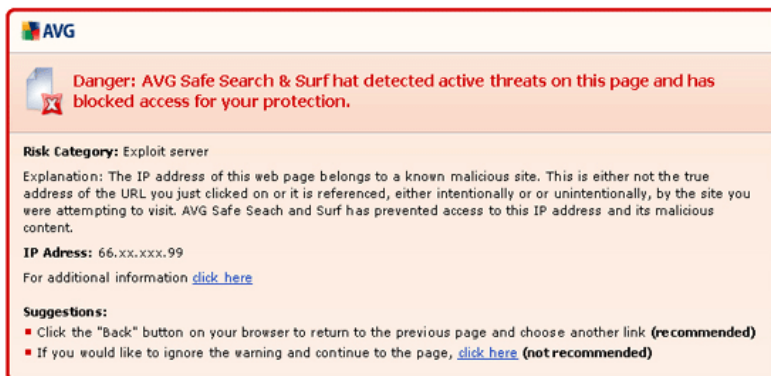 AVG
Danger: AVG Safe Search & Surf hat detected active threats on this page and has
blocked access for your protection.
Risk Category: Exploit server
Explanation: The IP address of this web page belongs to a known malicious site. This is either not the true
address of the URL you just clicked on or it is referenced, either intentionally or or unintentionally, by the site you
were attempting to visit. AVG Safe Seach and Surf has prevented access to this IP address and its malicious
content.
IP Adress: 66.xx.xxx.99
For additional information click here
Suggestions:
Click the "Back" button on your browser to return to the previous page and choose another link (recommended)
If you would like to ignore the warning and continue to the page, click here (not recommended)